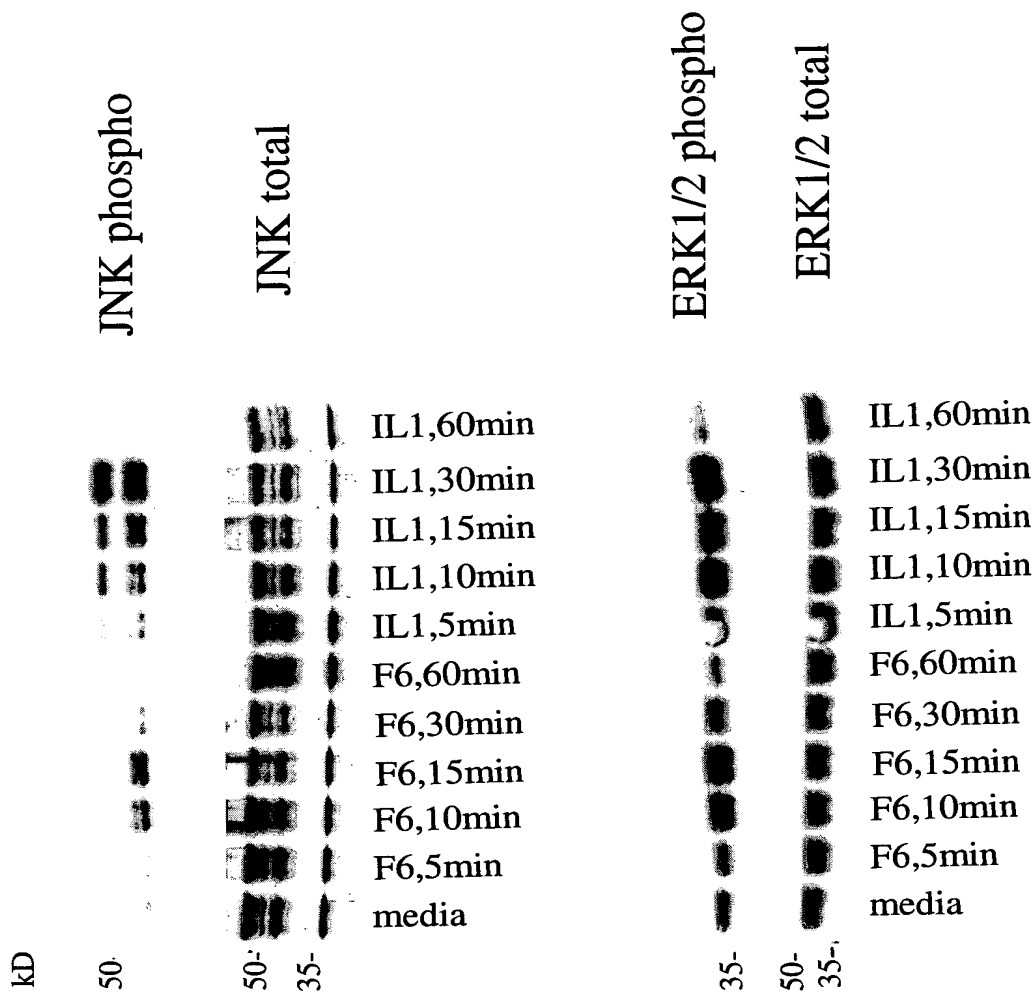 JNK phospho
JNK total
ERK1/2 phospho
ERK1/2 total
IL1,60min
IL1,30min
IL1,15min
IL1,10min
IL1,5min
F6,60min
F6,30min
F6,15min
F6,10min
F6,5min
media
IL1,60min
IL1,30min
IL1,15min
IL1,10min
IL1,5min
F6,60min
F6,30min
F6,15min
F6,10min
F6,5min
media
kD
50-
50-
35-
35-
50-
35-